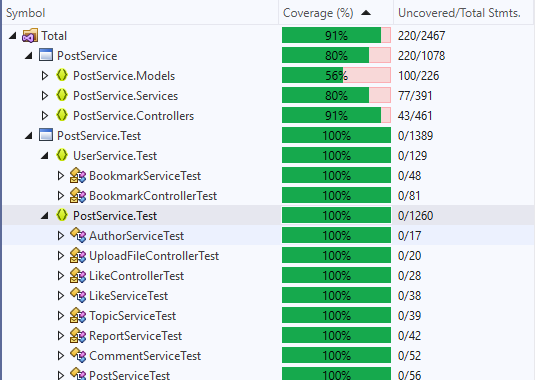 Symbol Coverage (%) Uncovered/Total Stmts.
Total 91% 220/2467
PostService 80% 220/1078
PostService.Models 56% 100/226
PostService.Services 80% 77/391
PostService.Controllers 91% 43/461
PostService.Test 100% 0/1389
UserService.Test 100% 0/129
BookmarkServiceTest 100% 0/48
BookmarkControllerTest 100% 0/81
PostService.Test 100% 0/1260
AuthorServiceTest 100% 0/17
UploadFileControllerTest 100% 0/20
LikeControllerTest 100% 0/28
LikeServiceTest 100% 0/38
TopicServiceTest 100% 0/39
ReportServiceTest 100% 0/42
CommentServiceTest 100% 0/52
PostServiceTest 100% 0/56